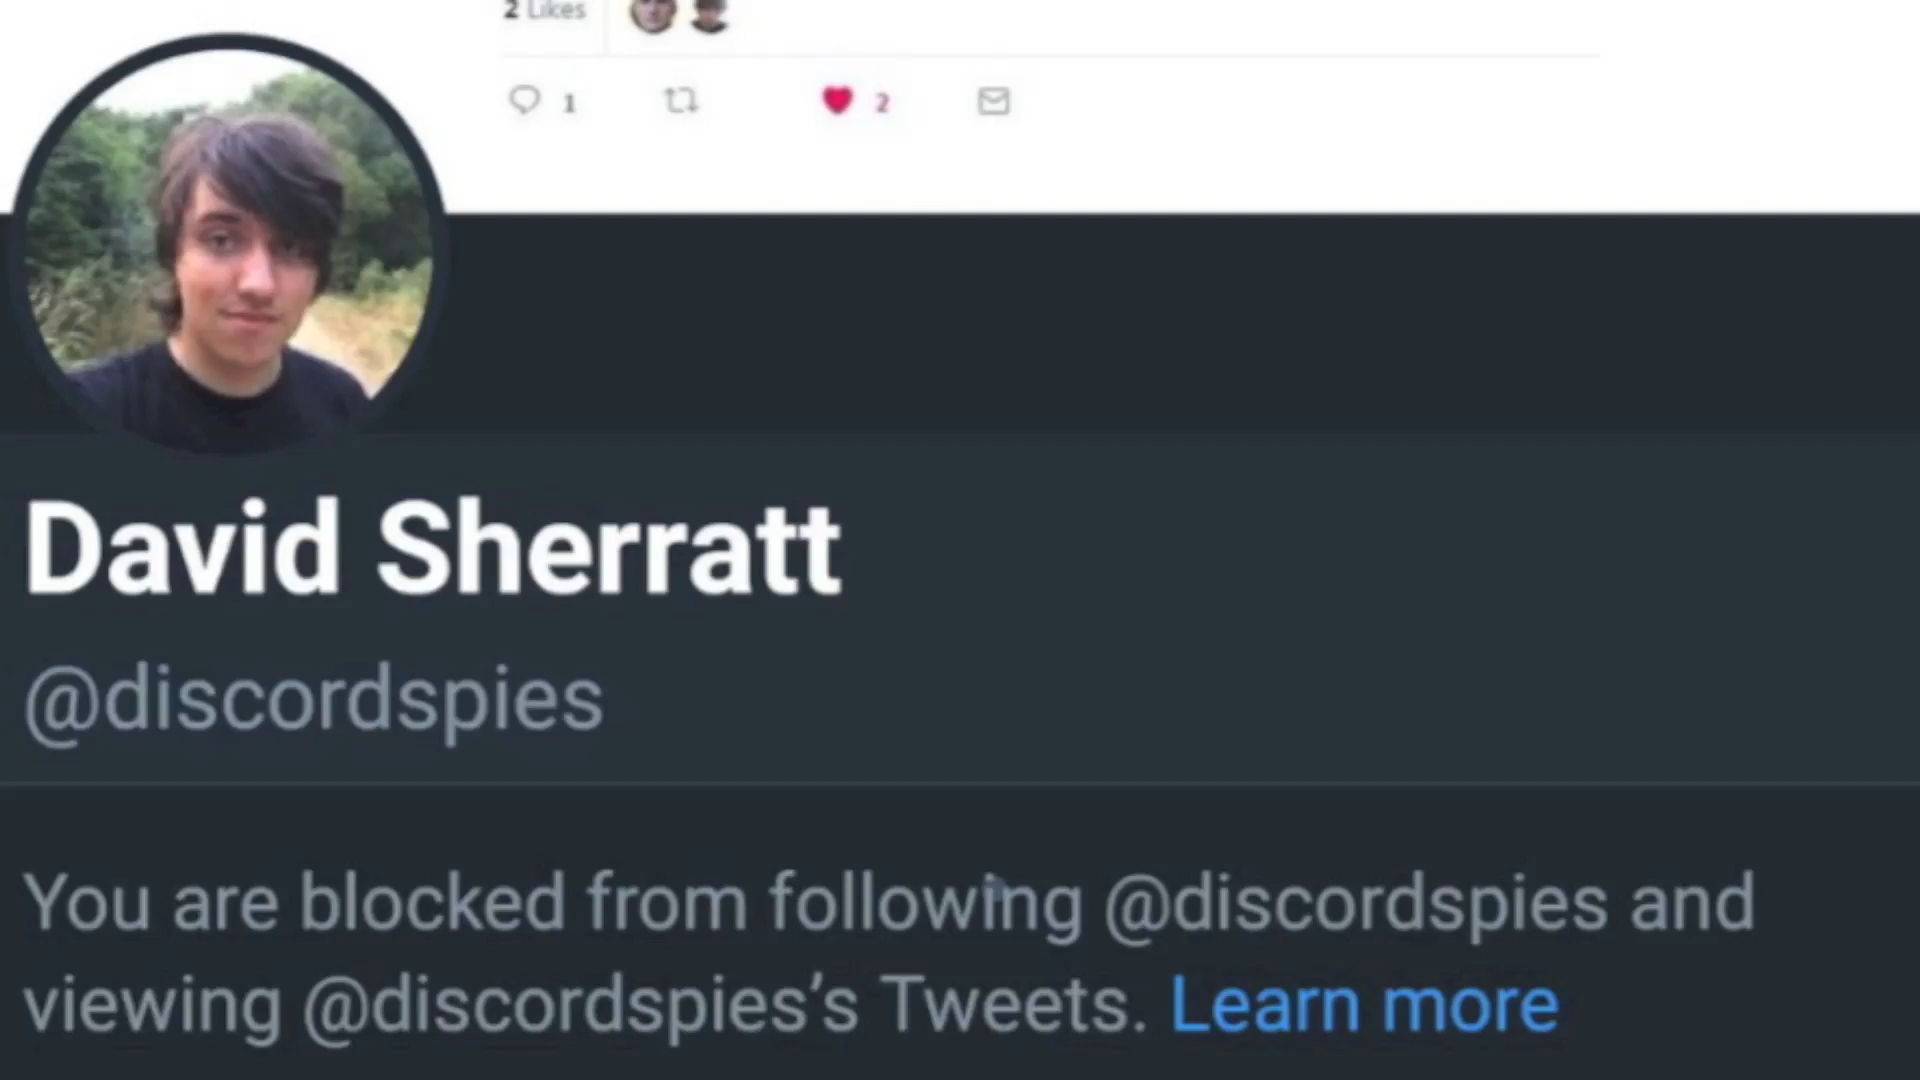 2 Likes
1 2
David Sherratt
@discordspies
You are blocked from following @discordspies and
viewing @discordspies’s Tweets. Learn more